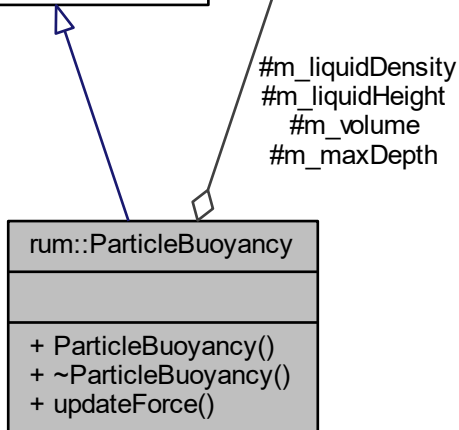 #m_liquidDensity
#m_liquidHeight
#m_volume
#m_maxDepth
rum::ParticleBuoyancy
+ ParticleBuoyancy()
+ ~ParticleBuoyancy()
+ updateForce()